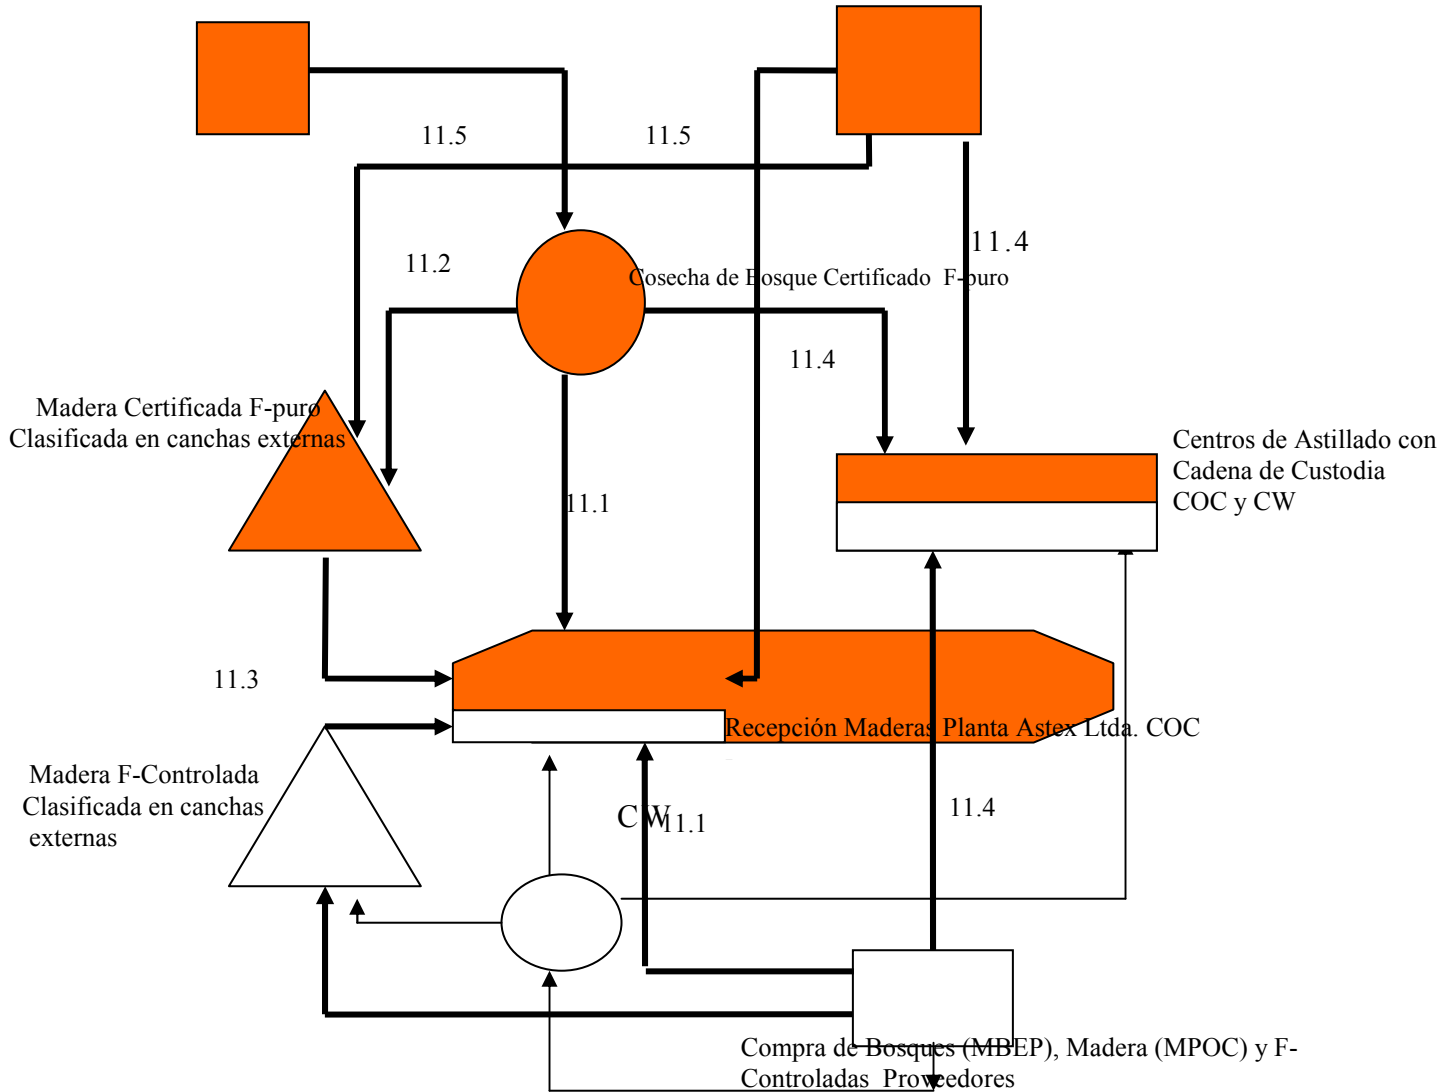 11.5
11.5
11.4
11.2
Cosecha de Bosque Certificado F-puro
11.4
Madera Certificada F-puro
Clasificada en canchas externas
Centros de Astillado con
Cadena de Custodia
COC y CW
11.1
11.3
Recepción Maderas Planta Astex Ltda. COC
Madera F-Controlada
Clasificada en canchas
externas
CW
11.1
11.4
Compra de Bosques (MBEP), Madera (MPOC) y F-
Controladas Proveedores